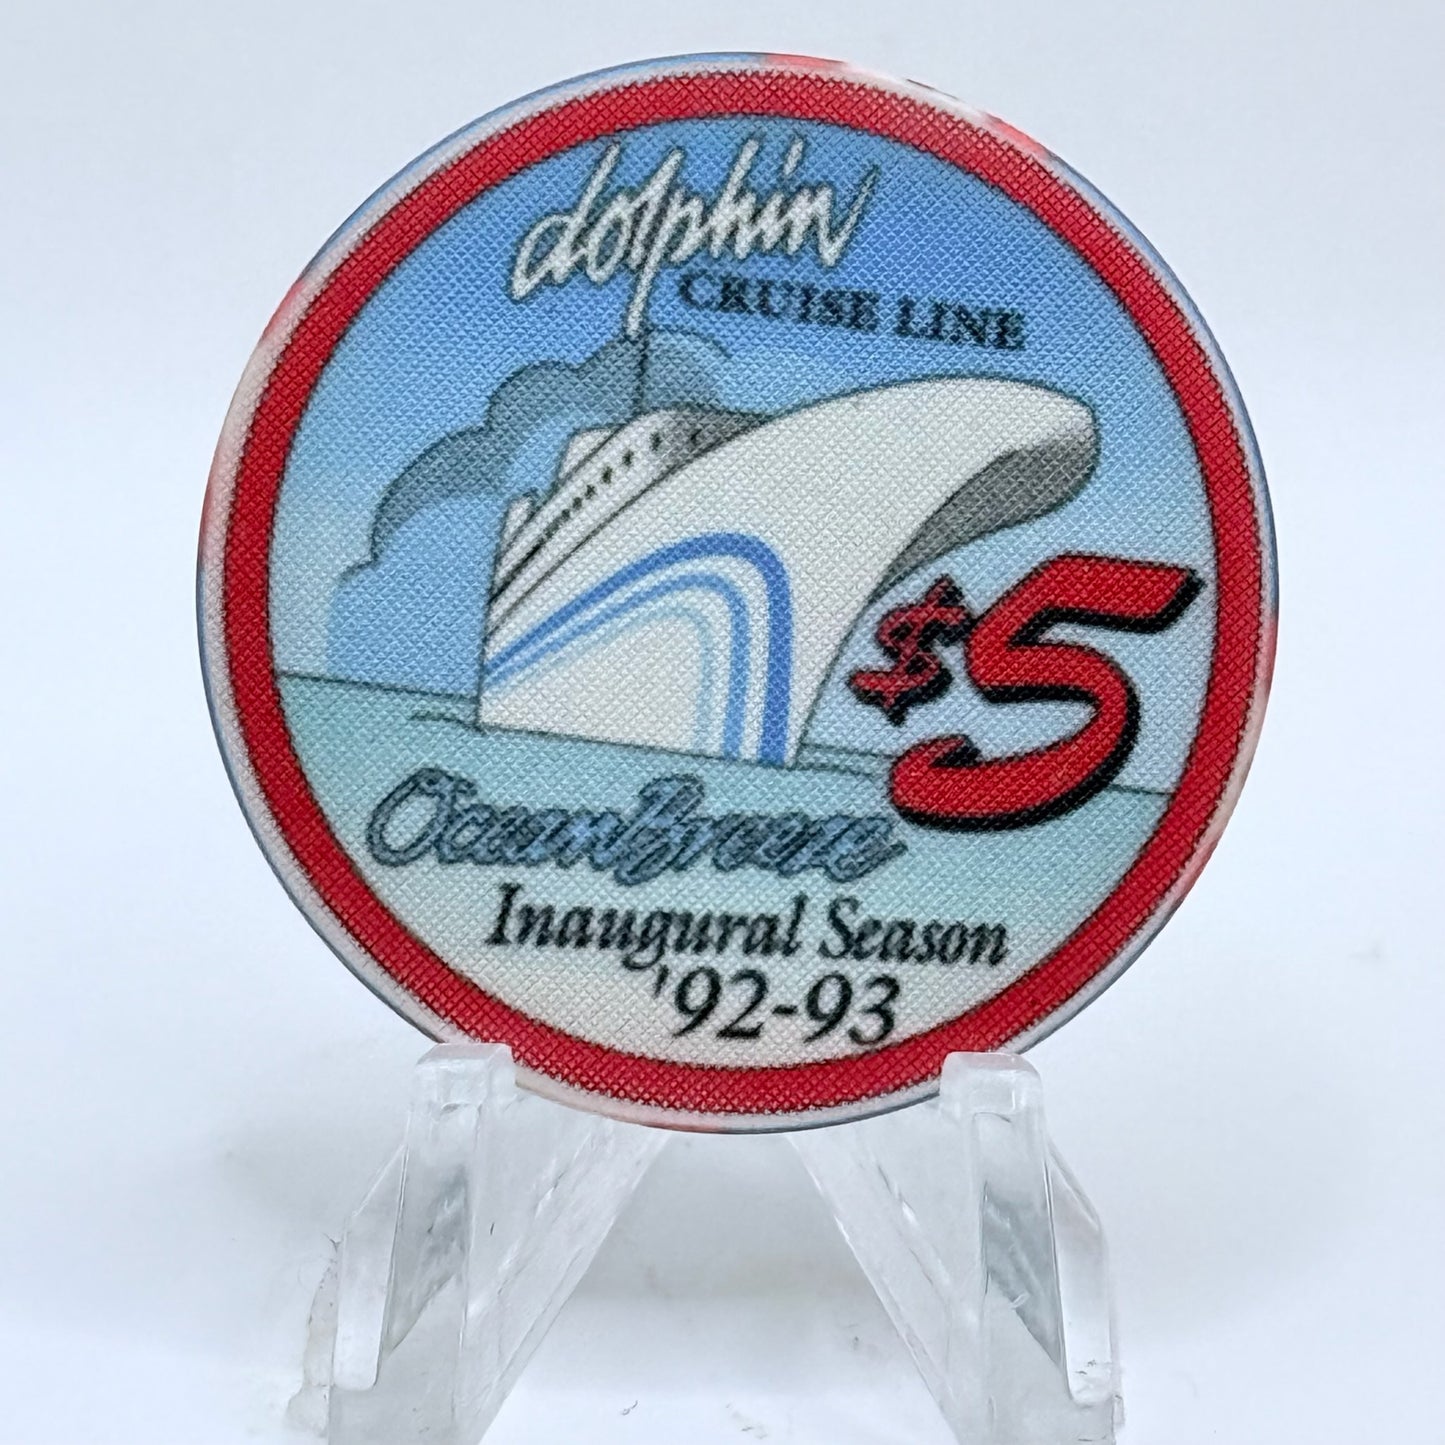 dolphin
CRUISE LINE
$5
OceanBreeze
Inaugural Season
'92-93